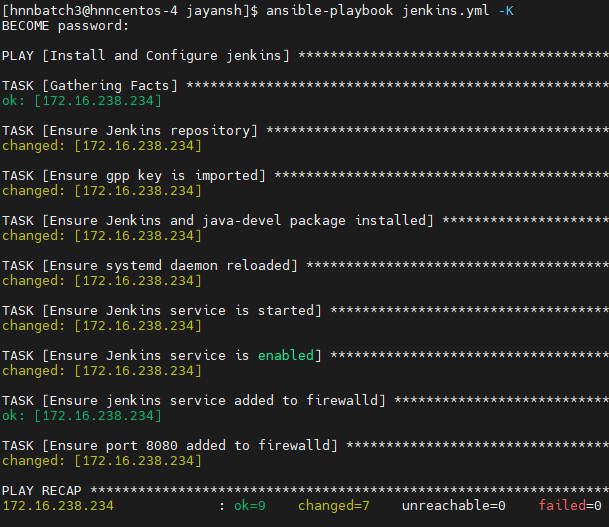 [hnnbatch3@hnncentos-4 jayansh]$ ansible-playbook jenkins.yml -K
BECOME password:
PLAY [Install and Configure jenkins] ***************************************
TASK [Gathering Facts] *****************************************************
ok: [172.16.238.234]
TASK [Ensure Jenkins repository] *******************************************
changed: [172.16.238.234]
TASK [Ensure gpp key is imported] ******************************************
changed: [172.16.238.234]
TASK [Ensure Jenkins and java-devel package installed] *********************
changed: [172.16.238.234]
TASK [Ensure systemd daemon reloaded] **************************************
changed: [172.16.238.234]
TASK [Ensure Jenkins service is started] ***********************************
changed: [172.16.238.234]
TASK [Ensure Jenkins service is enabled] ***********************************
changed: [172.16.238.234]
TASK [Ensure jenkins service added to firewalld] ***************************
ok: [172.16.238.234]
TASK [Ensure port 8080 added to firewalld] *********************************
changed: [172.16.238.234]
PLAY RECAP *****************************************************************
172.16.238.234 : ok=9 changed=7 unreachable=0 failed=0